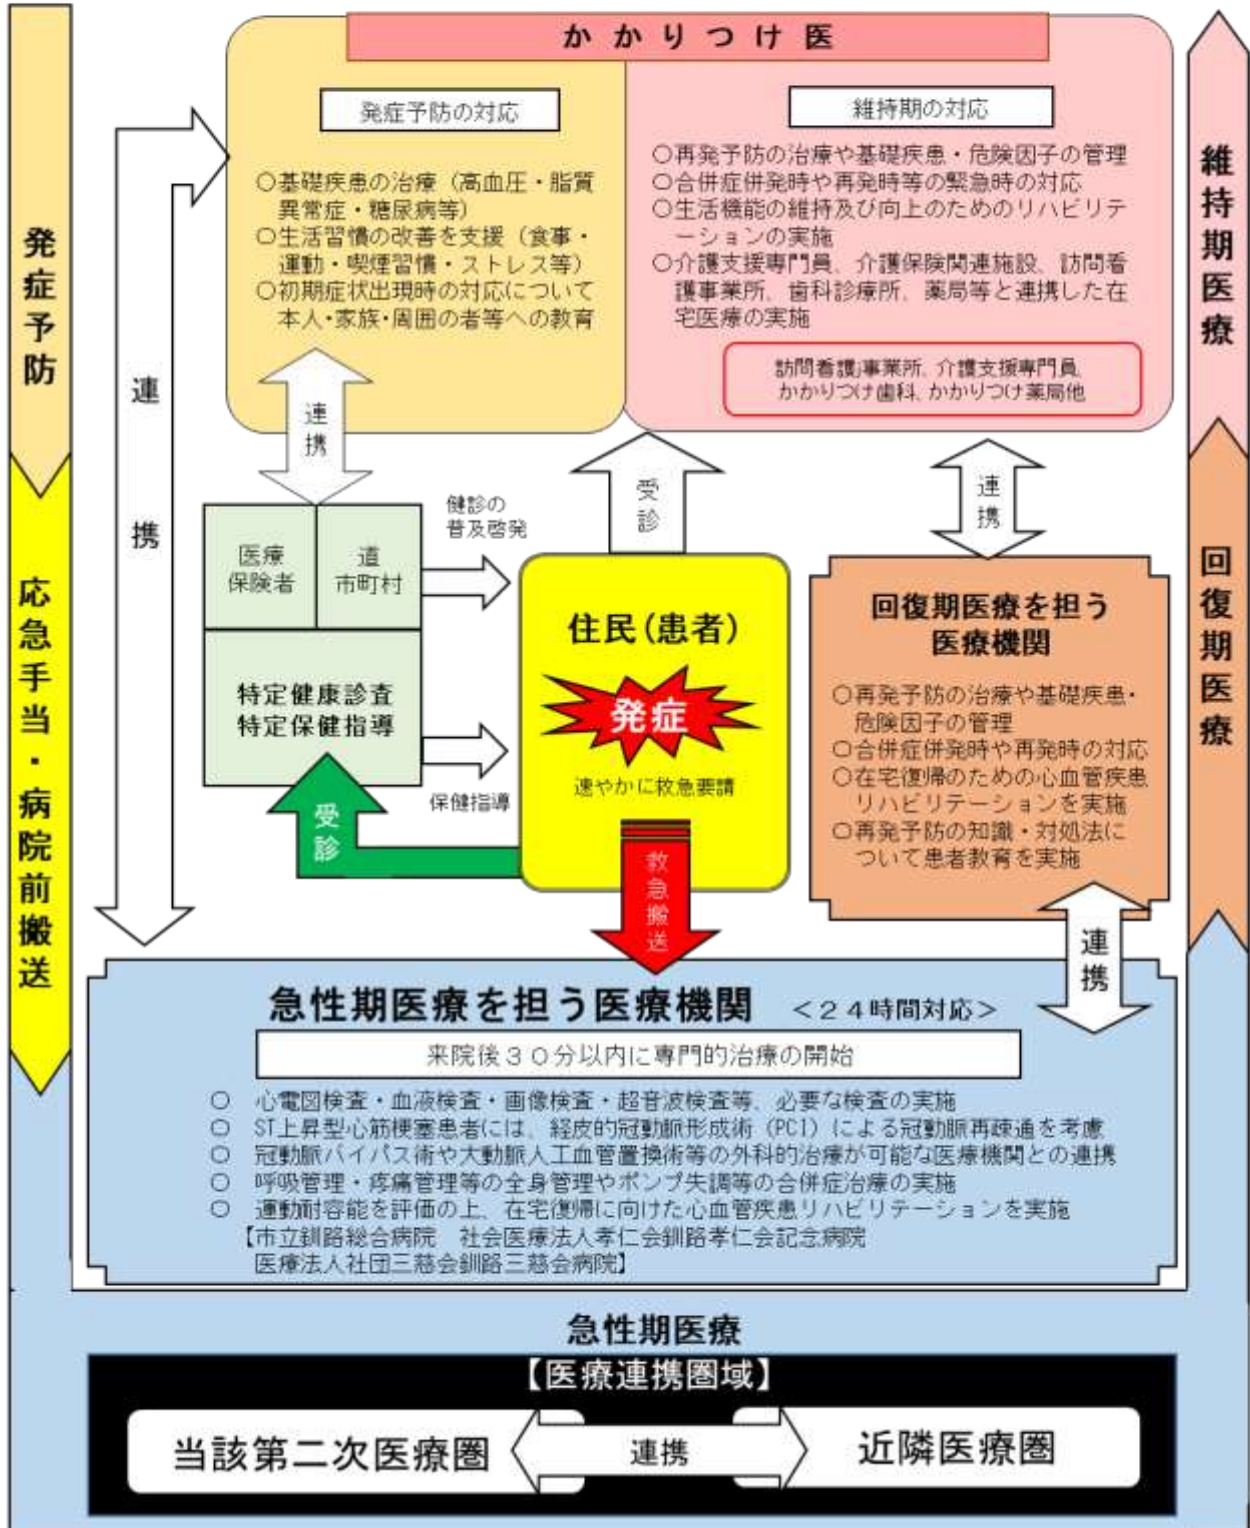 かかりつけ医
発症予防の対応
○基礎疾患の治療（高血圧・脂質
異常症・糖尿病等）
○生活習慣の改善を支援（食事・
運動・喫煙習慣・ストレス等）
○初期症状出現時の対応について
本人・家族・周囲の者等への教育
維持期の対応
○再発予防の治療や基礎疾患・危険因子の管理
○合併症併発時や再発時等の緊急時の対応
○生活機能の維持及び向上のためのリハビリテ
ーションの実施
○介護支援専門員、介護保険関連施設、訪問看
護事業所、歯科診療所、薬局等と連携した在
宅医療の実施
訪問看護事業所、介護支援専門員、
かかりつけ歯科、かかりつけ薬局他
発症予防
応急手当・病院前搬送
維持期医療
回復期医療
連携
連携
受診
連携
医療
保険者
道
市町村
健診の
普及啓発
特定健康診査
特定保健指導
保健指導
受診
住民（患者）
発症
速やかに救急要請
救急搬送
回復期医療を担う
医療機関
○再発予防の治療や基礎疾患・
危険因子の管理
○合併症併発時や再発時の対応
○在宅復帰のための心血管疾患
リハビリテーションを実施
○再発予防の知識・対処法に
ついて患者教育を実施
連携
急性期医療を担う医療機関　＜２４時間対応＞
来院後３０分以内に専門的治療の開始
○　心電図検査・血液検査・画像検査・超音波検査等、必要な検査の実施
○　ST上昇型心筋梗塞患者には、経皮的冠動脈形成術（PCI）による冠動脈再疎通を考慮
○　冠動脈バイパス術や大動脈人工血管置換術等の外科的治療が可能な医療機関との連携
○　呼吸管理・疼痛管理等の全身管理やポンプ失調等の合併症治療の実施
○　運動耐容能を評価の上、在宅復帰に向けた心血管疾患リハビリテーションを実施
【市立釧路総合病院　社会医療法人孝仁会釧路孝仁会記念病院
医療法人社団三慈会釧路三慈会病院】
急性期医療
【医療連携圏域】
当該第二次医療圏
連携
近隣医療圏